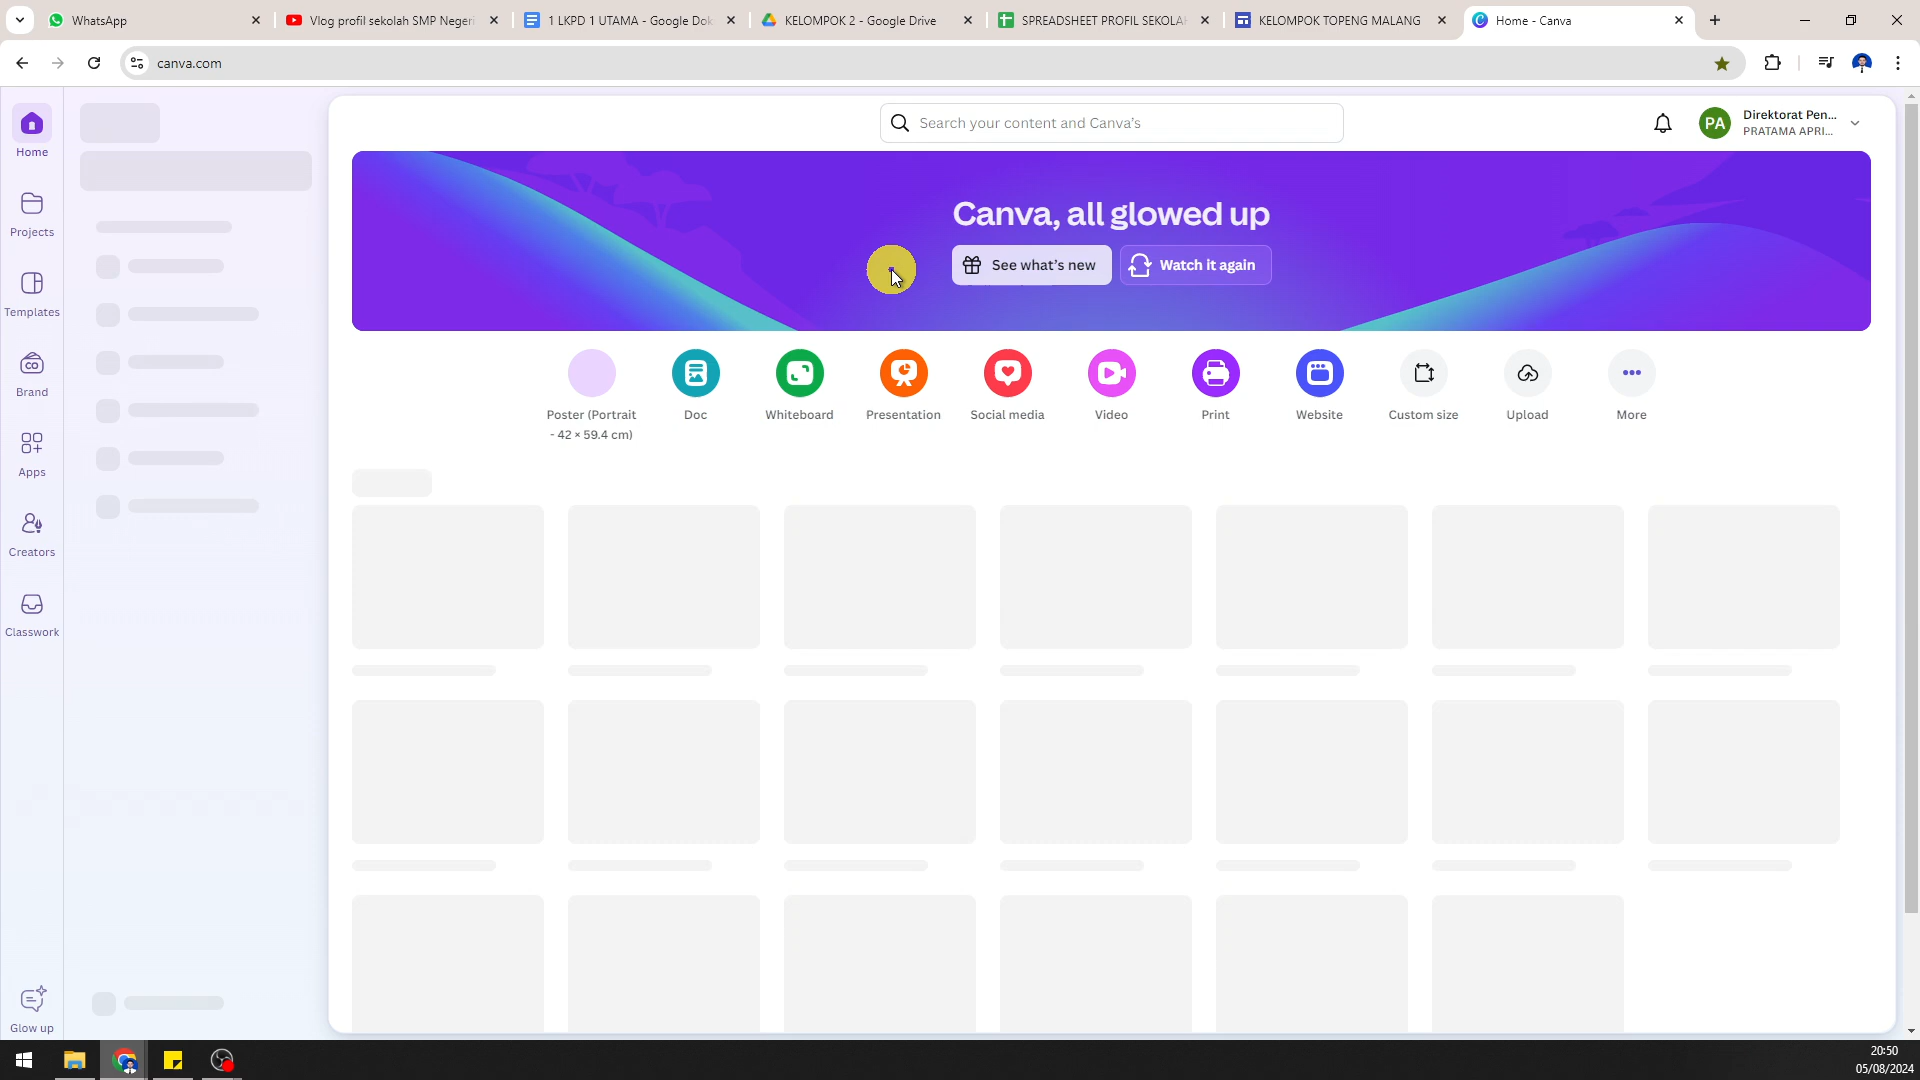 WhatsApp
Vlog profil sekolah SMP Negeri
1 LKPD 1 UTAMA - Google Dok
KELOMPOK 2 - Google Drive
SPREADSHEET PROFIL SEKOLA
KELOMPOK TOPENG MALANG
Home - Canva
canva.com
Search your content and Canva's
Direktorat Pen...
PRATAMA APRI...
PA
Home
Projects
Templates
Brand
Apps
Creators
Classwork
Glow up
Canva, all glowed up
See what's new
Watch it again
Poster (Portrait
- 42 × 59.4 cm)
Doc
Whiteboard
Presentation
Social media
Video
Print
Website
Custom size
Upload
More
20:50
05/08/2024